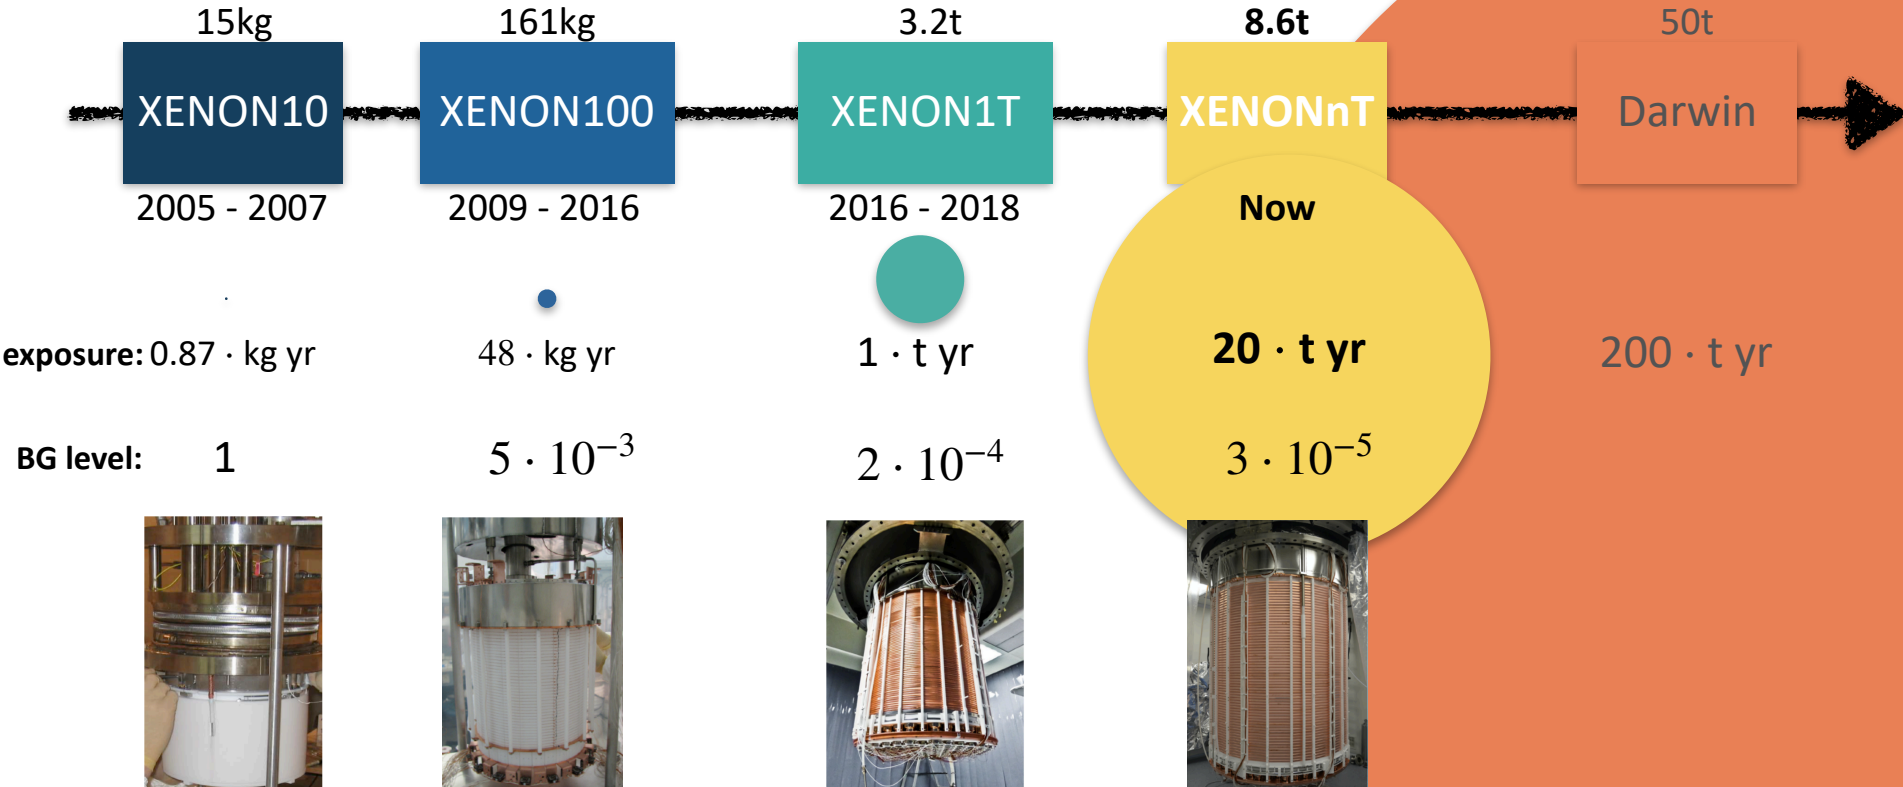 15kg 161kg 3.2t 8.6t 50t
XENON10 XENON100 XENON1T XENONnT Darwin
2005 - 2007 2009 - 2016 2016 - 2018 Now
exposure: 0.87 · kg yr 48 · kg yr 1 · t yr 20 · t yr 200 · t yr
BG level: 1 5 · 10⁻³ 2 · 10⁻⁴ 3 · 10⁻⁵